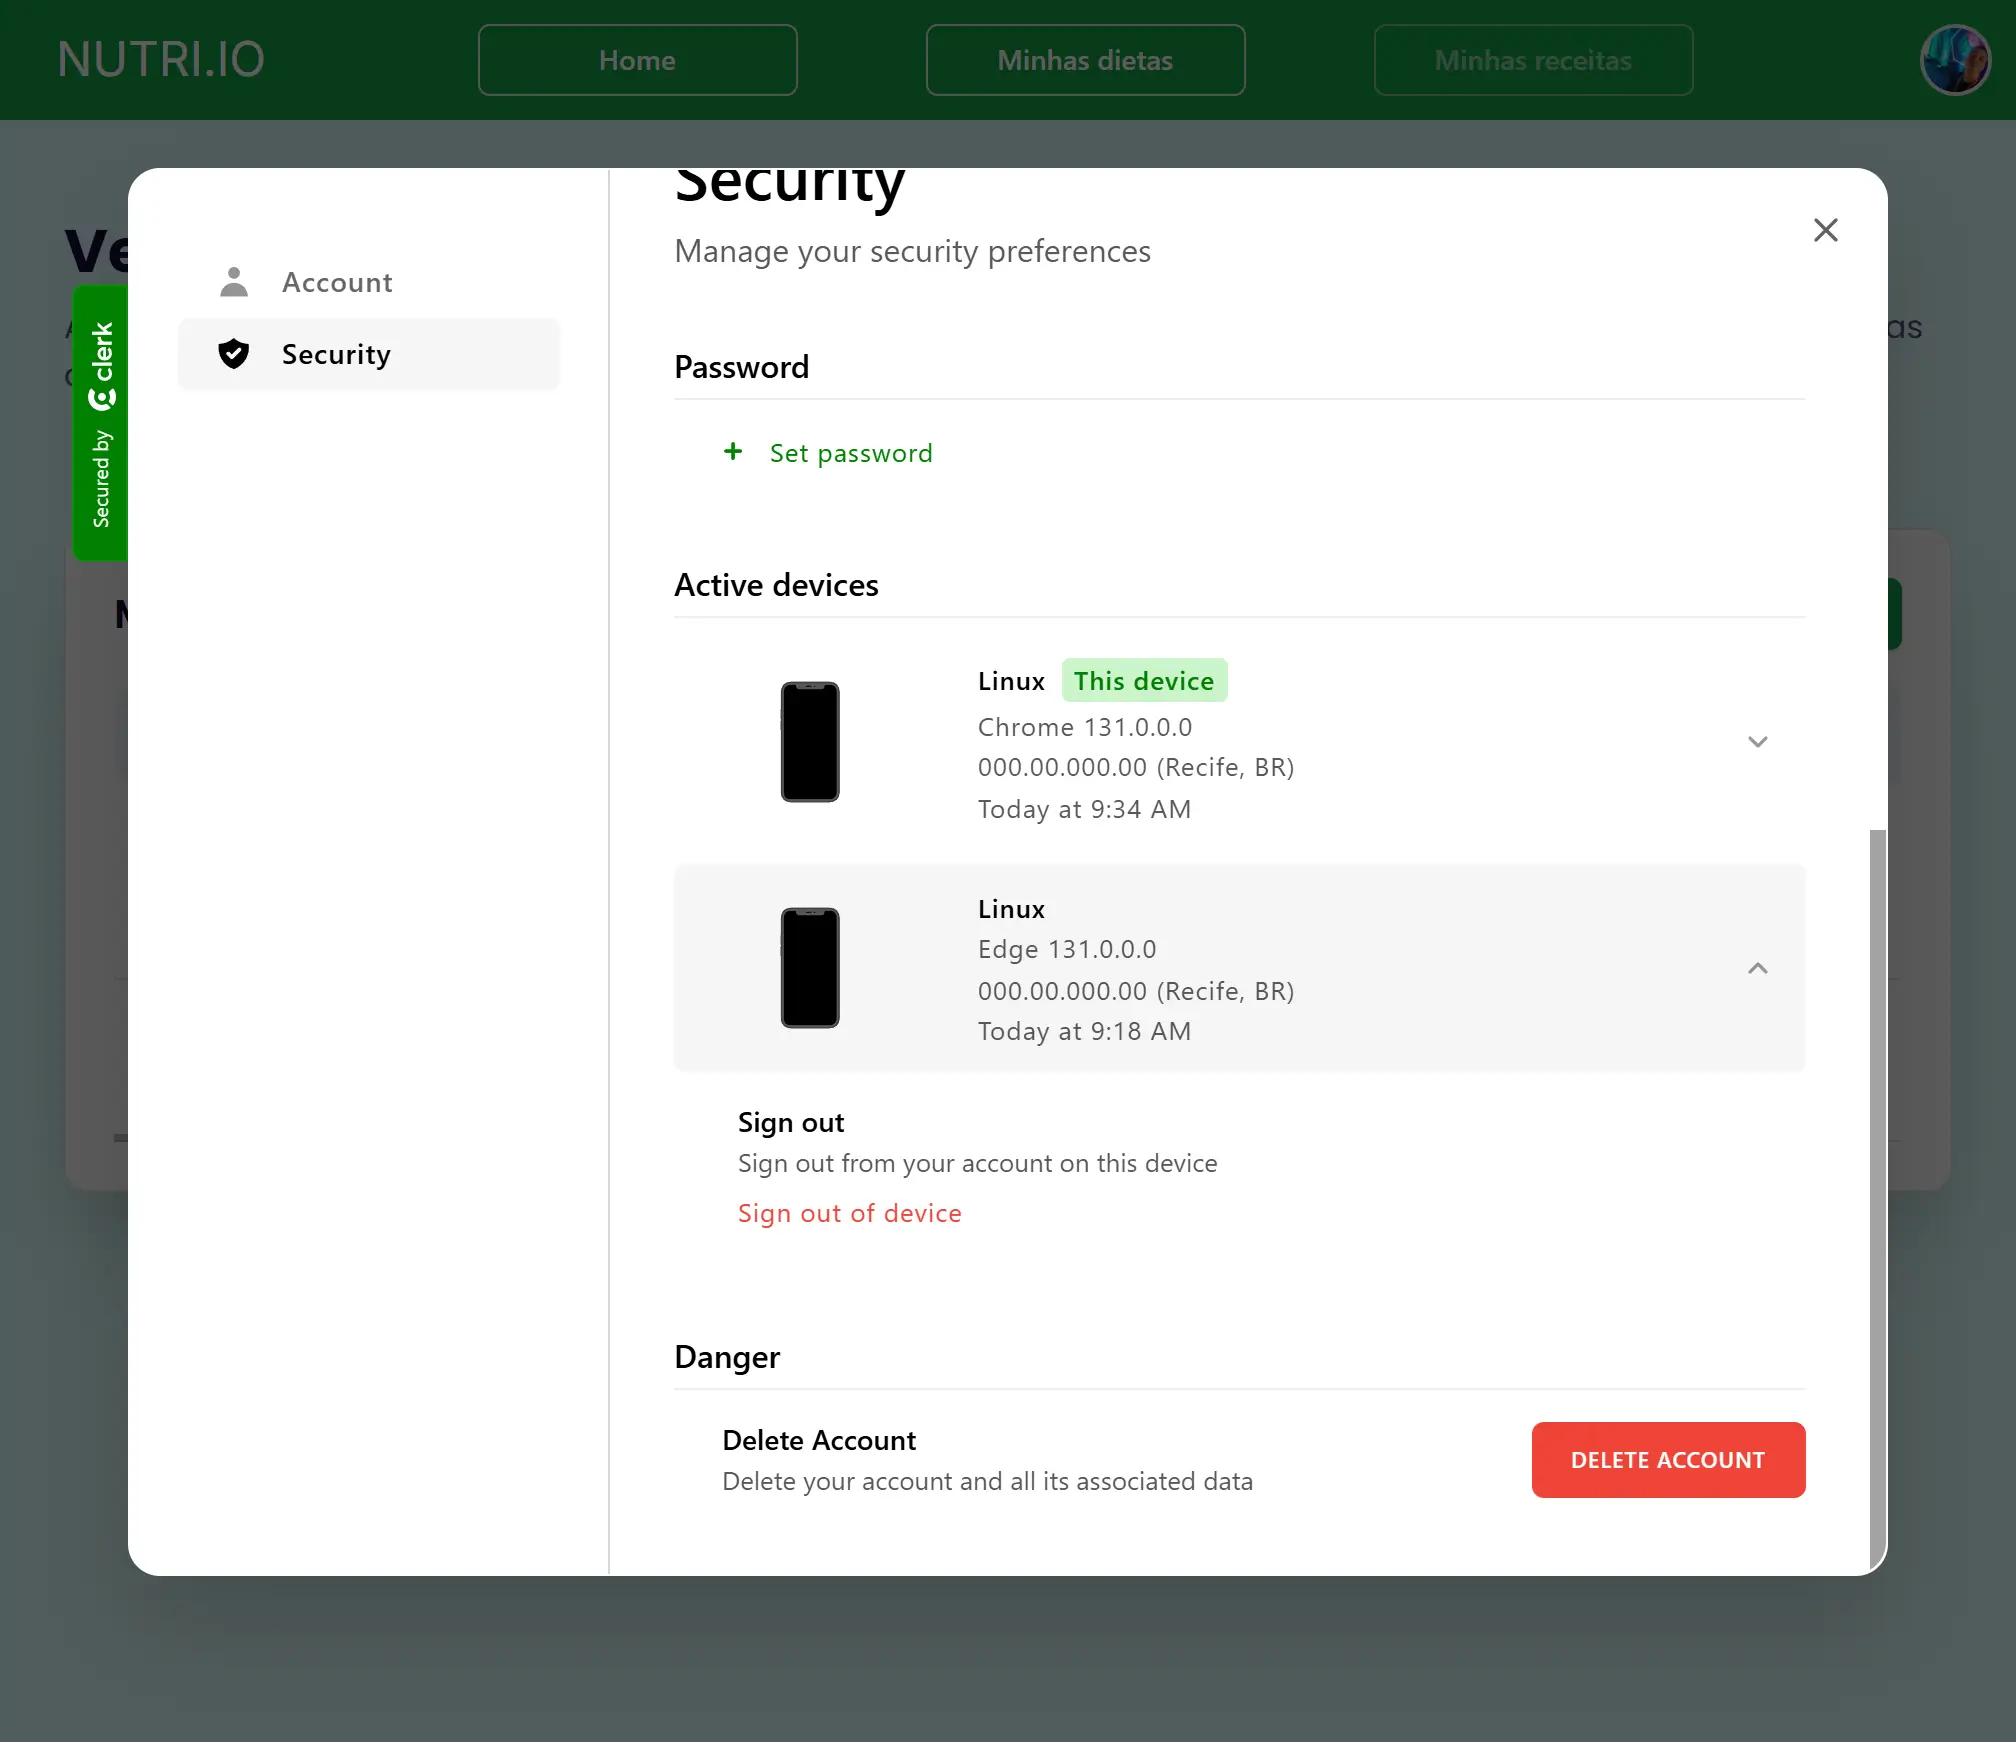 NUTRI.IO
Home
Minhas dietas
Minhas receitas
Security
Manage your security preferences
Account
Security
Secured by clerk
Password
+ Set password
Active devices
Linux This device
Chrome 131.0.0.0
000.00.000.00 (Recife, BR)
Today at 9:34 AM
Linux
Edge 131.0.0.0
000.00.000.00 (Recife, BR)
Today at 9:18 AM
Sign out
Sign out from your account on this device
Sign out of device
Danger
Delete Account
Delete your account and all its associated data
DELETE ACCOUNT